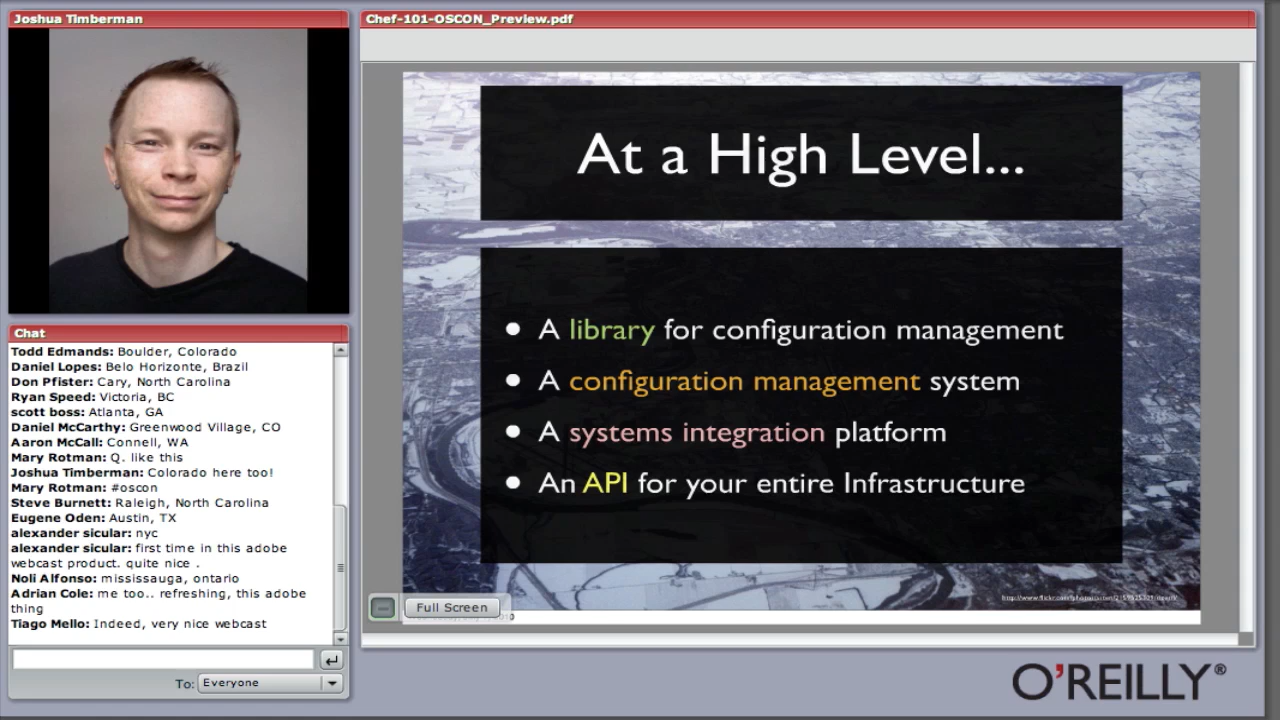 Joshua Timberman
Chat
Todd Edmands: Boulder, Colorado
Daniel Lopes: Belo Horizonte, Brazil
Don Pfister: Cary, North Carolina
Ryan Speed: Victoria, BC
scott boss: Atlanta, GA
Daniel McCarthy: Greenwood Village, CO
Aaron McCall: Connell, WA
Mary Rotman: Q. like this
Joshua Timberman: Colorado here too!
Mary Rotman: #oscon
Steve Burnett: Raleigh, North Carolina
Eugene Oden: Austin, TX
alexander sicular: nyc
alexander sicular: first time in this adobe
webcast product. quite nice .
Noli Alfonso: mississauga, ontario
Adrian Cole: me too.. refreshing, this adobe
thing
Tiago Mello: Indeed, very nice webcast
To: Everyone
Chef-101-OSCON_Preview.pdf
At a High Level...
• A library for configuration management
• A configuration management system
• A systems integration platform
• An API for your entire Infrastructure
Full Screen
O'REILLY®